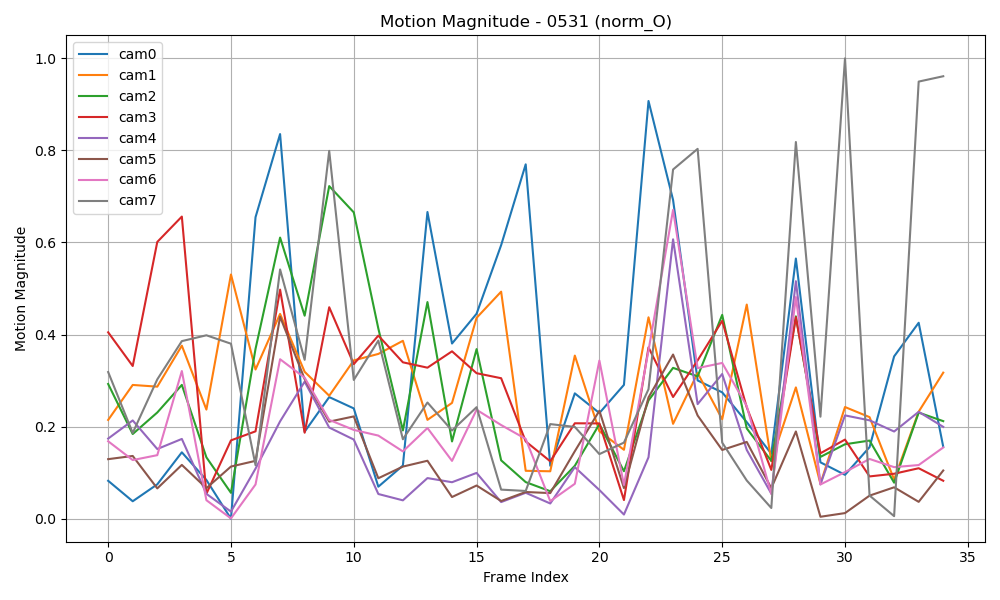 Motion Magnitude - 0531 (norm_O)
cam0
cam1
cam2
cam3
cam4
cam5
cam6
cam7
1.0
0.8
0.6
0.4
0.2
0.0
Motion Magnitude
0 5 10 15 20 25 30 35
Frame Index